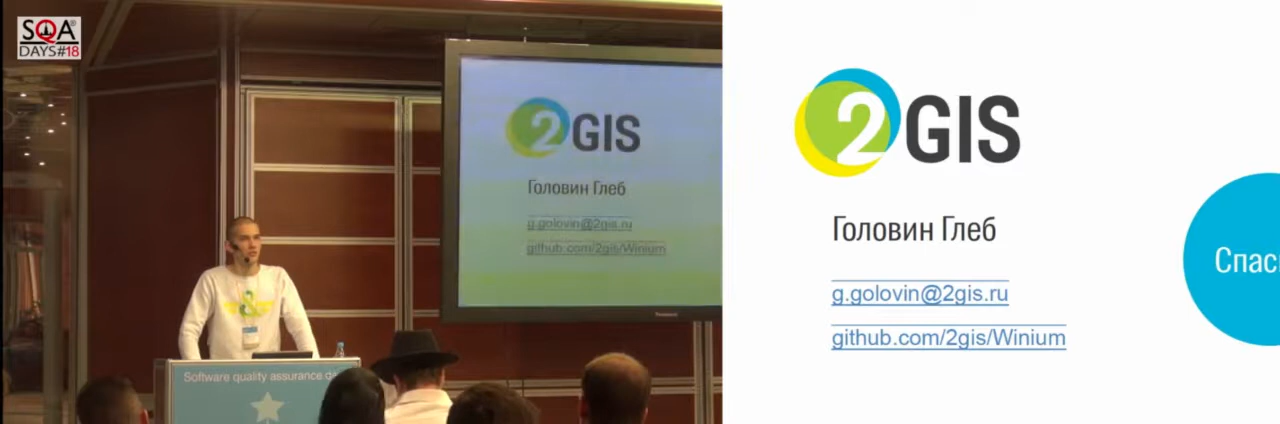 SQA®
DAYS#18
2GIS
Головин Глеб
g.golovin@2gis.ru
github.com/2gis/Winium
Software quality assurance da
2GIS
Головин Глеб
g.golovin@2gis.ru
github.com/2gis/Winium
Спас